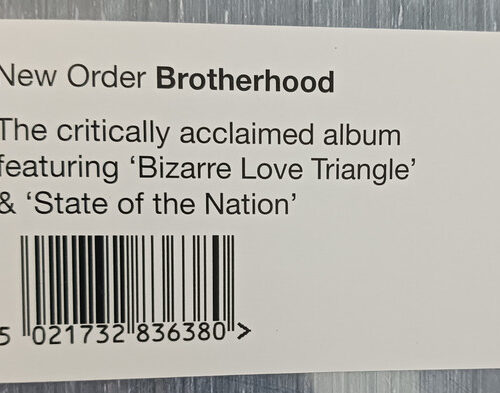 New Order Brotherhood
The critically acclaimed album
featuring ‘Bizarre Love Triangle’
& ‘State of the Nation’
5 021732 836380 >